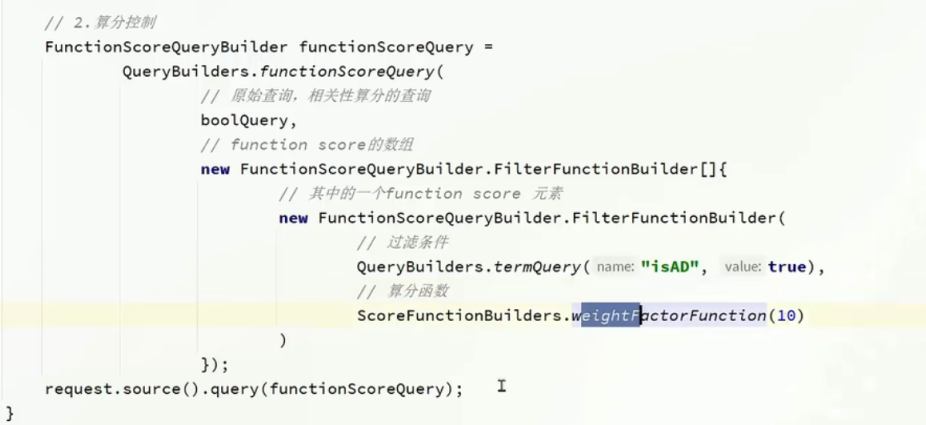 // 2.算分控制
FunctionScoreQueryBuilder functionScoreQuery =
QueryBuilders.functionScoreQuery(
// 原始查询，相关性算分的查询
boolQuery,
// function score的数组
new FunctionScoreQueryBuilder.FilterFunctionBuilder[]{
// 其中的一个function score 元素
new FunctionScoreQueryBuilder.FilterFunctionBuilder(
// 过滤条件
QueryBuilders.termQuery( name: "isAD", value: true),
// 算分函数
ScoreFunctionBuilders.weightFactorFunction(10)
)
});
request.source().query(functionScoreQuery);
}